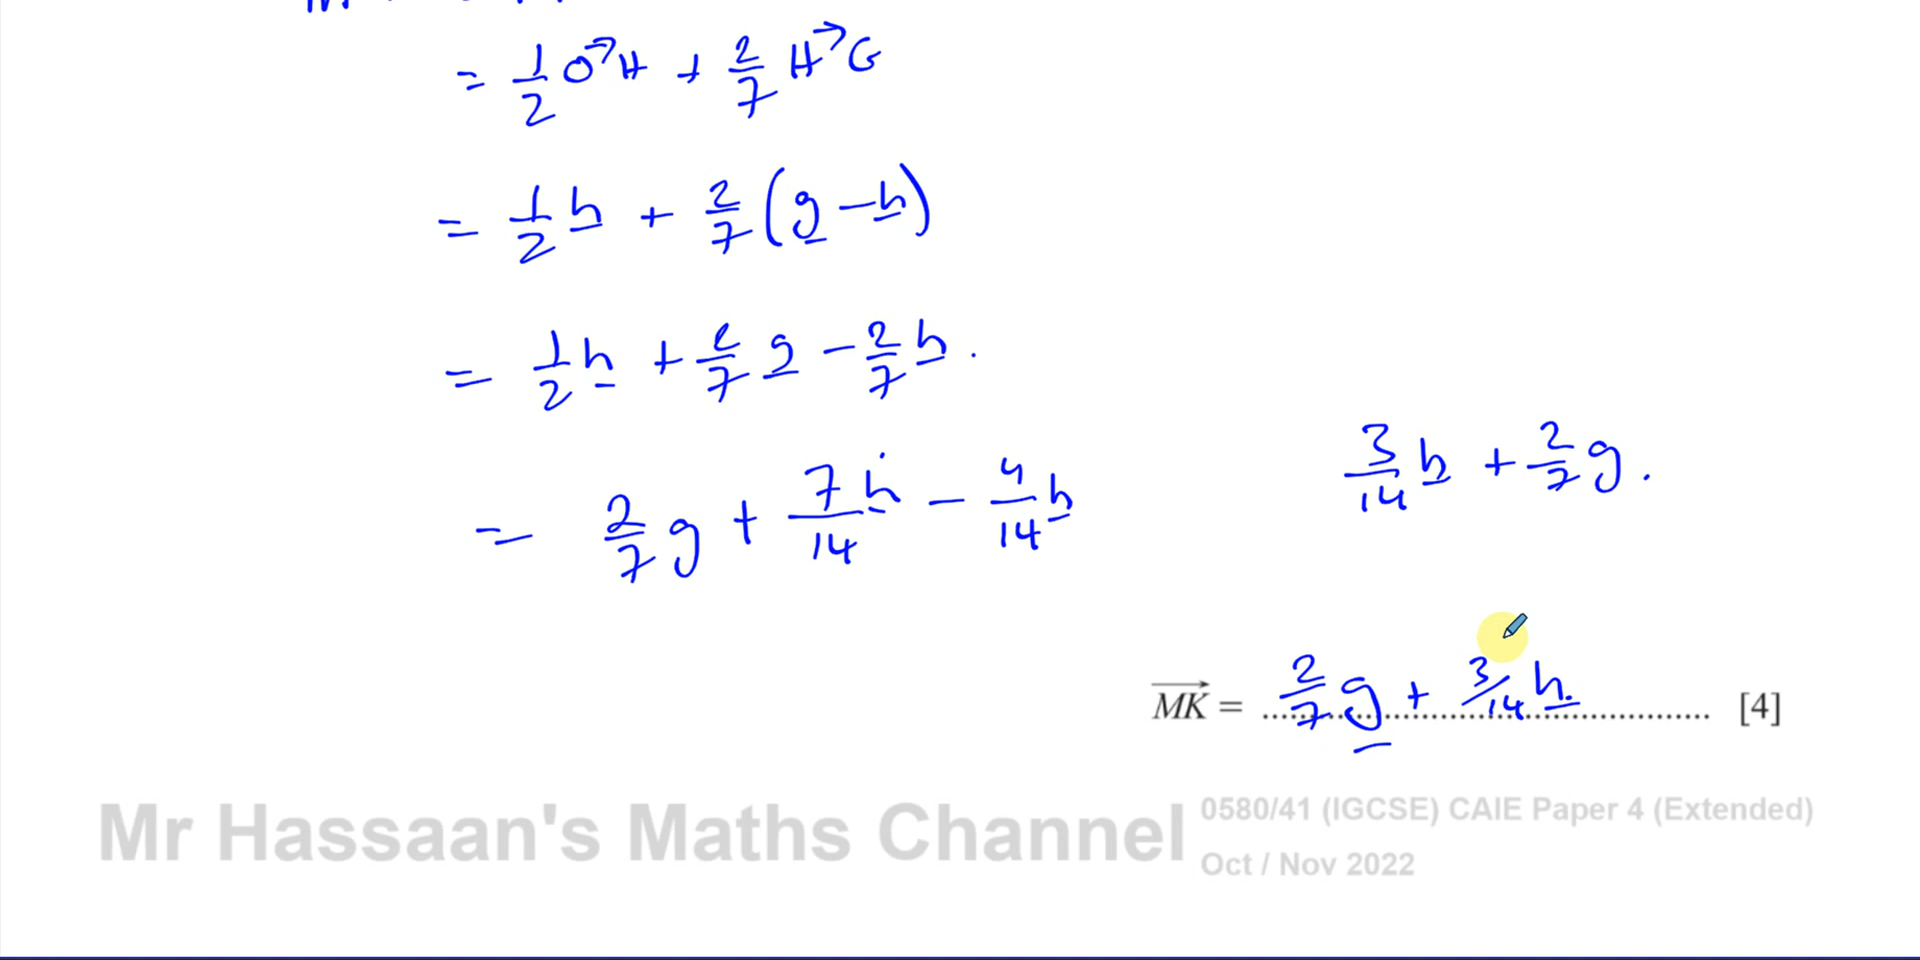 = 1/2 O⃗H + 2/7 H⃗G
= 1/2 h + 2/7 (g - h)
= 1/2 h + 2/7 g - 2/7 h.
= 2/7 g + 7h/14 - 4/14 h
3/14 h + 2/7 g.
MK = 2/7 g + 3/14 h. [4]
Mr Hassaan's Maths Channel
0580/41 (IGCSE) CAIE Paper 4 (Extended)
Oct / Nov 2022